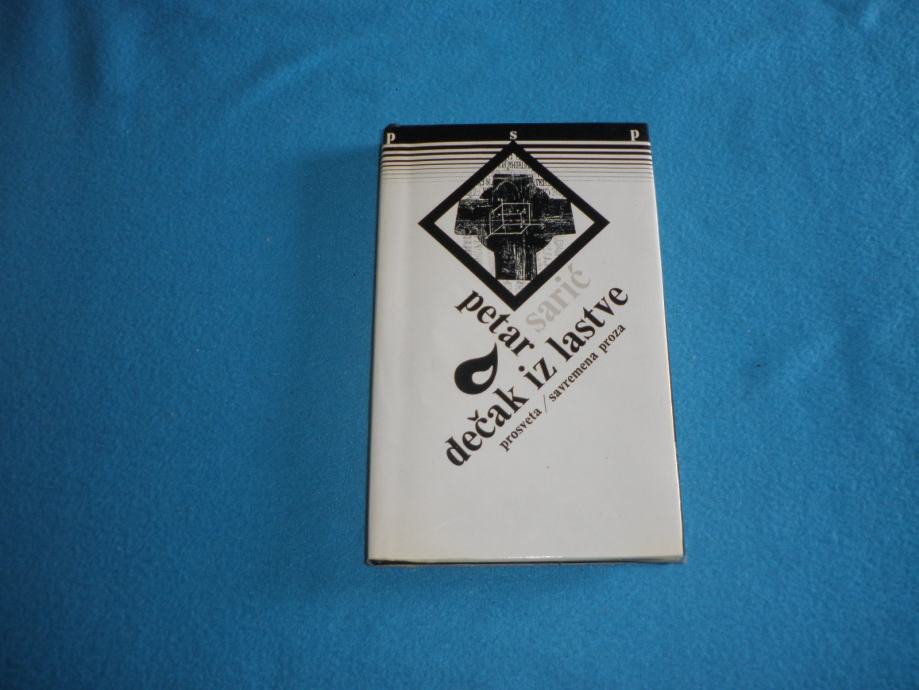 p s p
petar
sarić
dečak iz lastve
prosveta / savremena proza